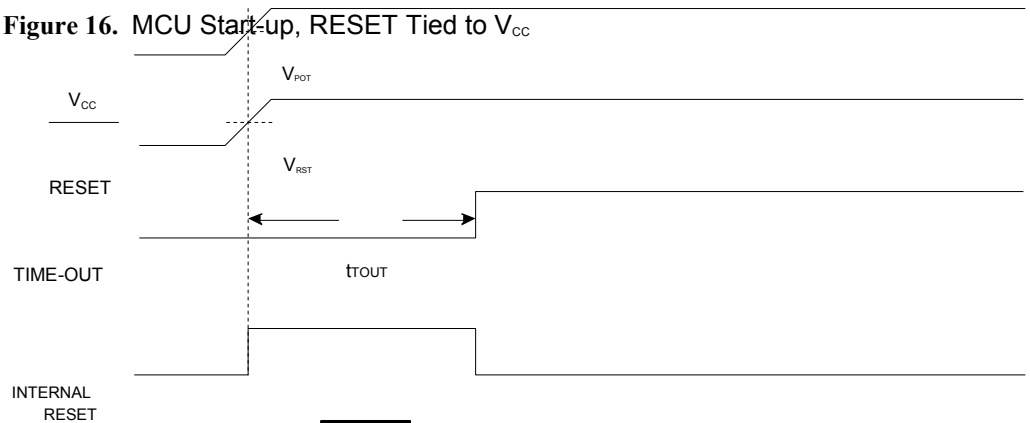 Figure 16. MCU Start-up, RESET Tied to VCC
VPOT
VCC
VRST
RESET
TIME-OUT
tTOUT
INTERNAL
RESET